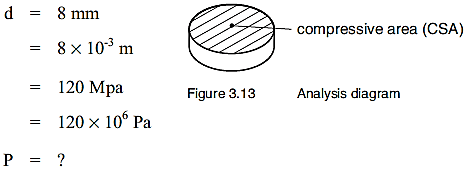 d = 8 mm
= 8 × 10⁻³ m
compressive area (CSA)
= 120 Mpa
Figure 3.13 Analysis diagram
= 120 × 10⁶ Pa
P = ?